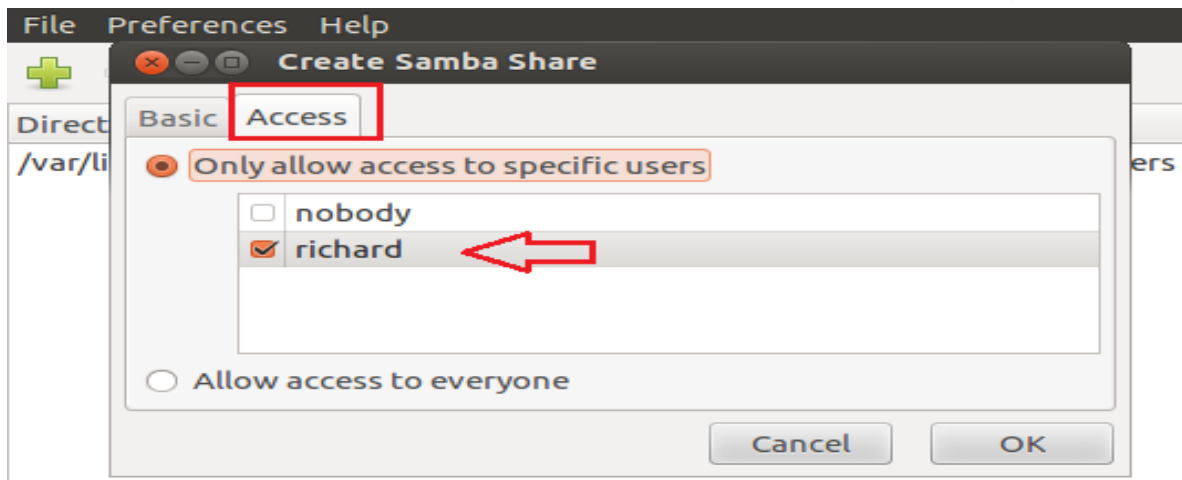 File Preferences Help
Create Samba Share
Basic Access
Direct
/var/li
Only allow access to specific users
ers
nobody
richard
Allow access to everyone
Cancel OK